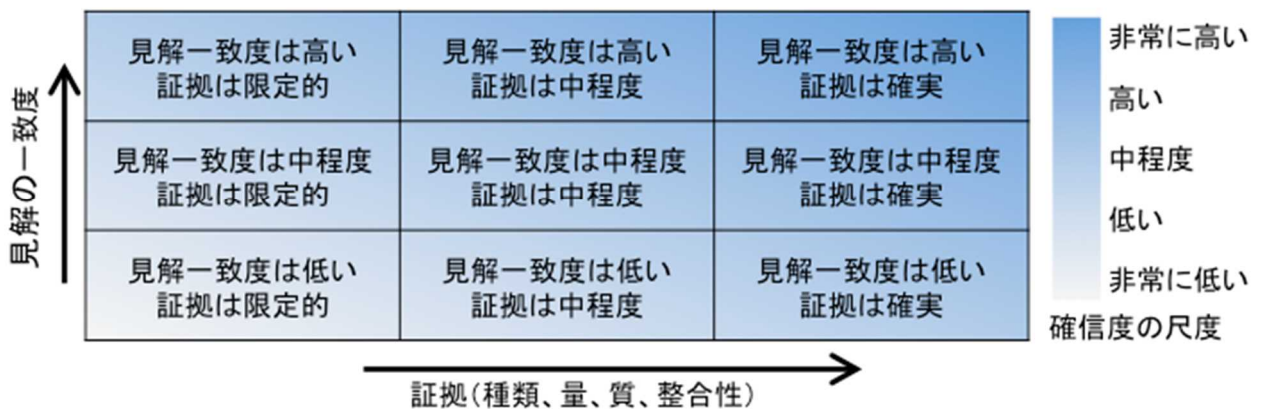 見解の一致度
見解一致度は高い
証拠は限定的
見解一致度は高い
証拠は中程度
見解一致度は高い
証拠は確実
見解一致度は中程度
証拠は限定的
見解一致度は中程度
証拠は中程度
見解一致度は中程度
証拠は確実
見解一致度は低い
証拠は限定的
見解一致度は低い
証拠は中程度
見解一致度は低い
証拠は確実
証拠(種類、量、質、整合性)
非常に高い
高い
中程度
低い
非常に低い
確信度の尺度